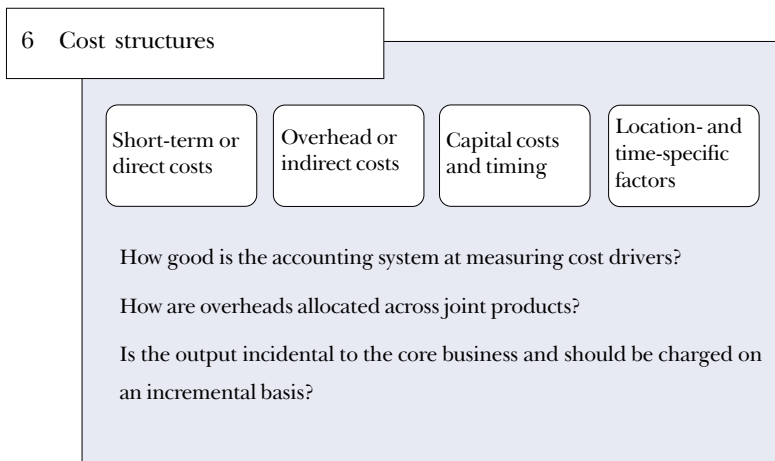 6 Cost structures
Short-term or
direct costs
Overhead or
indirect costs
Capital costs
and timing
Location- and
time-specific
factors
How good is the accounting system at measuring cost drivers?
How are overheads allocated across joint products?
Is the output incidental to the core business and should be charged on
an incremental basis?